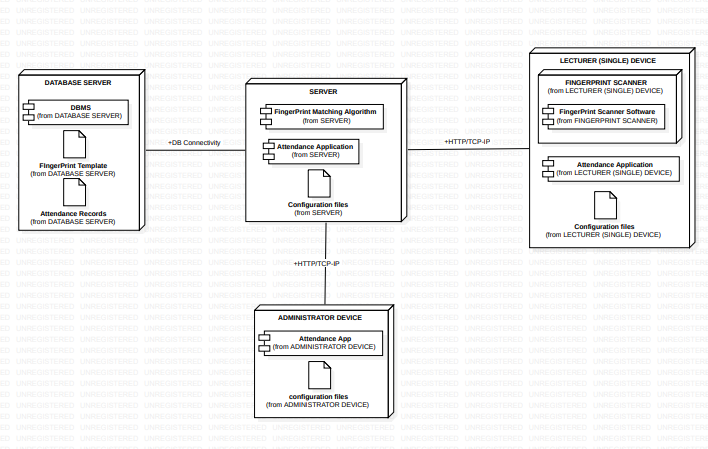 DATABASE SERVER
DBMS
(from DATABASE SERVER)
FingerPrint Template
(from DATABASE SERVER)
Attendance Records
(from DATABASE SERVER)
+DB Connectivity
SERVER
FingerPrint Matching Algorithm
(from SERVER)
Attendance Application
(from SERVER)
Configuration files
(from SERVER)
+HTTP/TCP-IP
LECTURER (SINGLE) DEVICE
FINGERPRINT SCANNER
(from LECTURER (SINGLE) DEVICE)
FingerPrint Scanner Software
(from FINGERPRINT SCANNER)
Attendance Application
(from LECTURER (SINGLE) DEVICE)
Configuration files
(from LECTURER (SINGLE) DEVICE)
+HTTP/TCP-IP
ADMINISTRATOR DEVICE
Attendance App
(from ADMINISTRATOR DEVICE)
configuration files
(from ADMINISTRATOR DEVICE)
UNREGISTERED